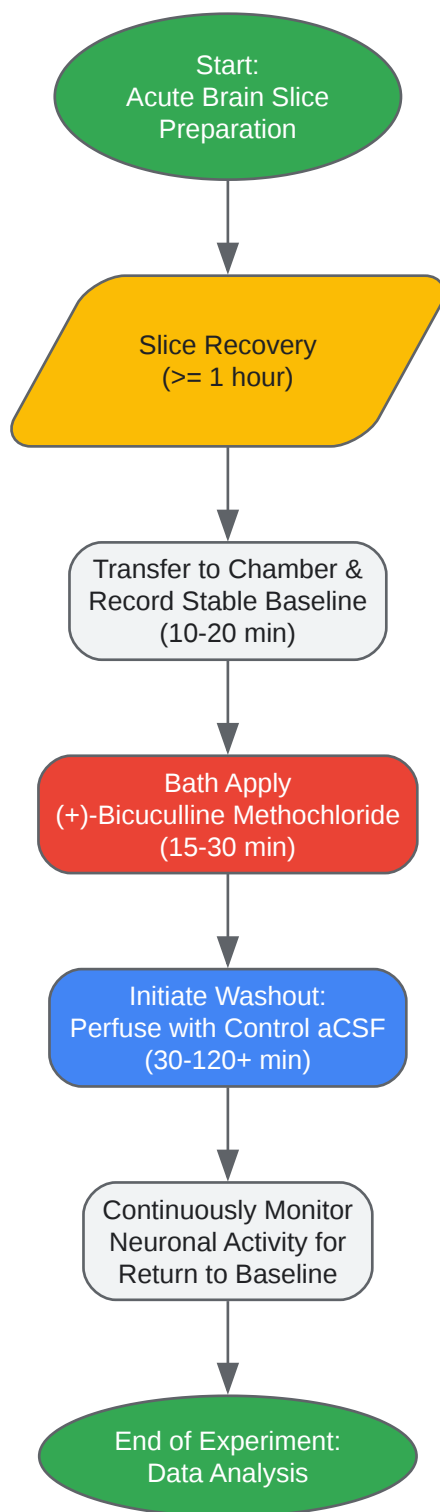 Start:
Acute Brain Slice
Preparation
Slice Recovery
(>= 1 hour)
Transfer to Chamber &
Record Stable Baseline
(10-20 min)
Bath Apply
(+)-Bicuculline Methochloride
(15-30 min)
Initiate Washout:
Perfuse with Control aCSF
(30-120+ min)
Continuously Monitor
Neuronal Activity for
Return to Baseline
End of Experiment:
Data Analysis